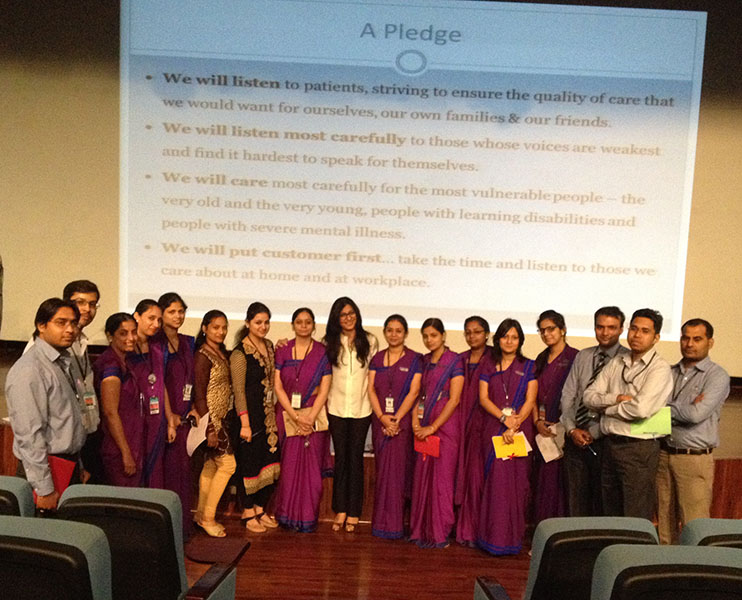 A Pledge
• We will listen to patients, striving to ensure the quality of care that
we would want for ourselves, our own families & our friends.
• We will listen most carefully to those whose voices are weakest
and find it hardest to speak for themselves.
• We will care most carefully for the most vulnerable people – the
very old and the very young, people with learning disabilities and
people with severe mental illness.
• We will put customer first... take the time and listen to those we
care about at home and at workplace.